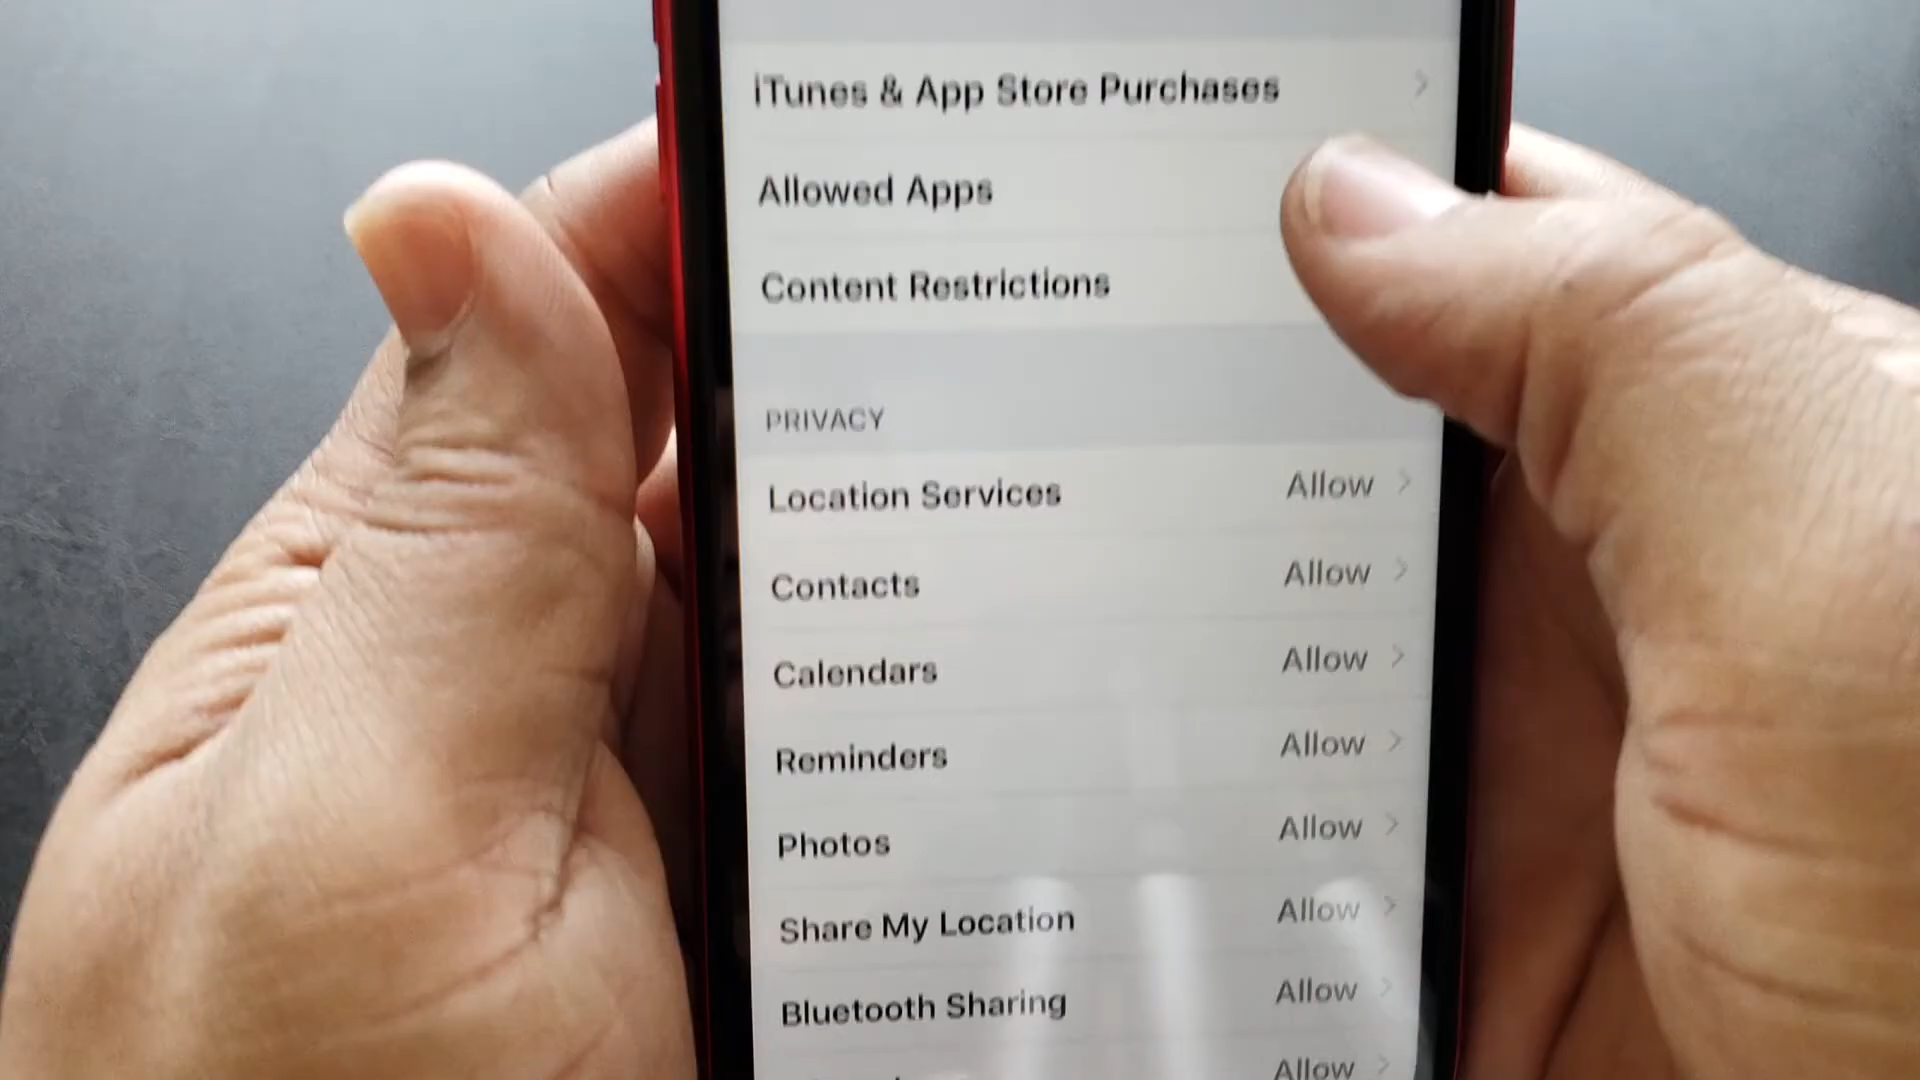 iTunes & App Store Purchases
Allowed Apps
Content Restrictions
PRIVACY
Location Services Allow
Contacts Allow
Calendars Allow
Reminders Allow
Photos Allow
Share My Location Allow
Bluetooth Sharing Allow
Allow